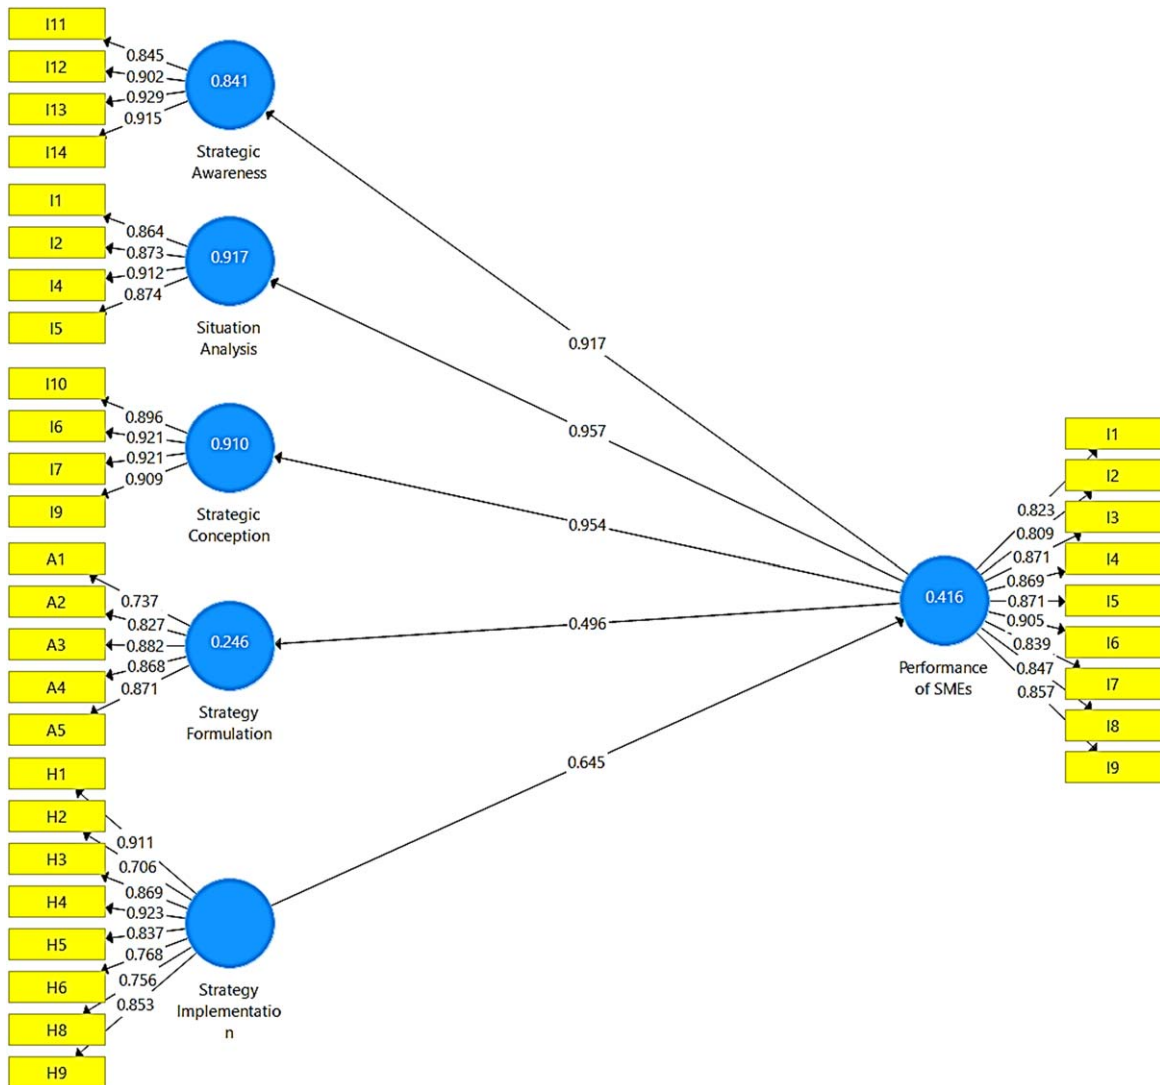 I11
I12
I13
I14
0.845
0.902
0.929
0.915
0.841
Strategic
Awareness
I1
I2
I4
I5
0.864
0.873
0.912
0.874
0.917
Situation
Analysis
I10
I6
I7
I9
0.896
0.921
0.921
0.909
0.910
Strategic
Conception
A1
A2
A3
A4
A5
0.737
0.827
0.882
0.868
0.871
0.246
Strategy
Formulation
H1
H2
H3
H4
H5
H6
H8
H9
0.911
0.706
0.869
0.923
0.837
0.768
0.756
0.853
Strategy
Implementatio
n
0.917
0.957
0.954
0.496
0.645
0.416
Performance
of SMEs
0.823
0.809
0.871
0.869
0.871
0.905
0.839
0.847
0.857
I1
I2
I3
I4
I5
I6
I7
I8
I9